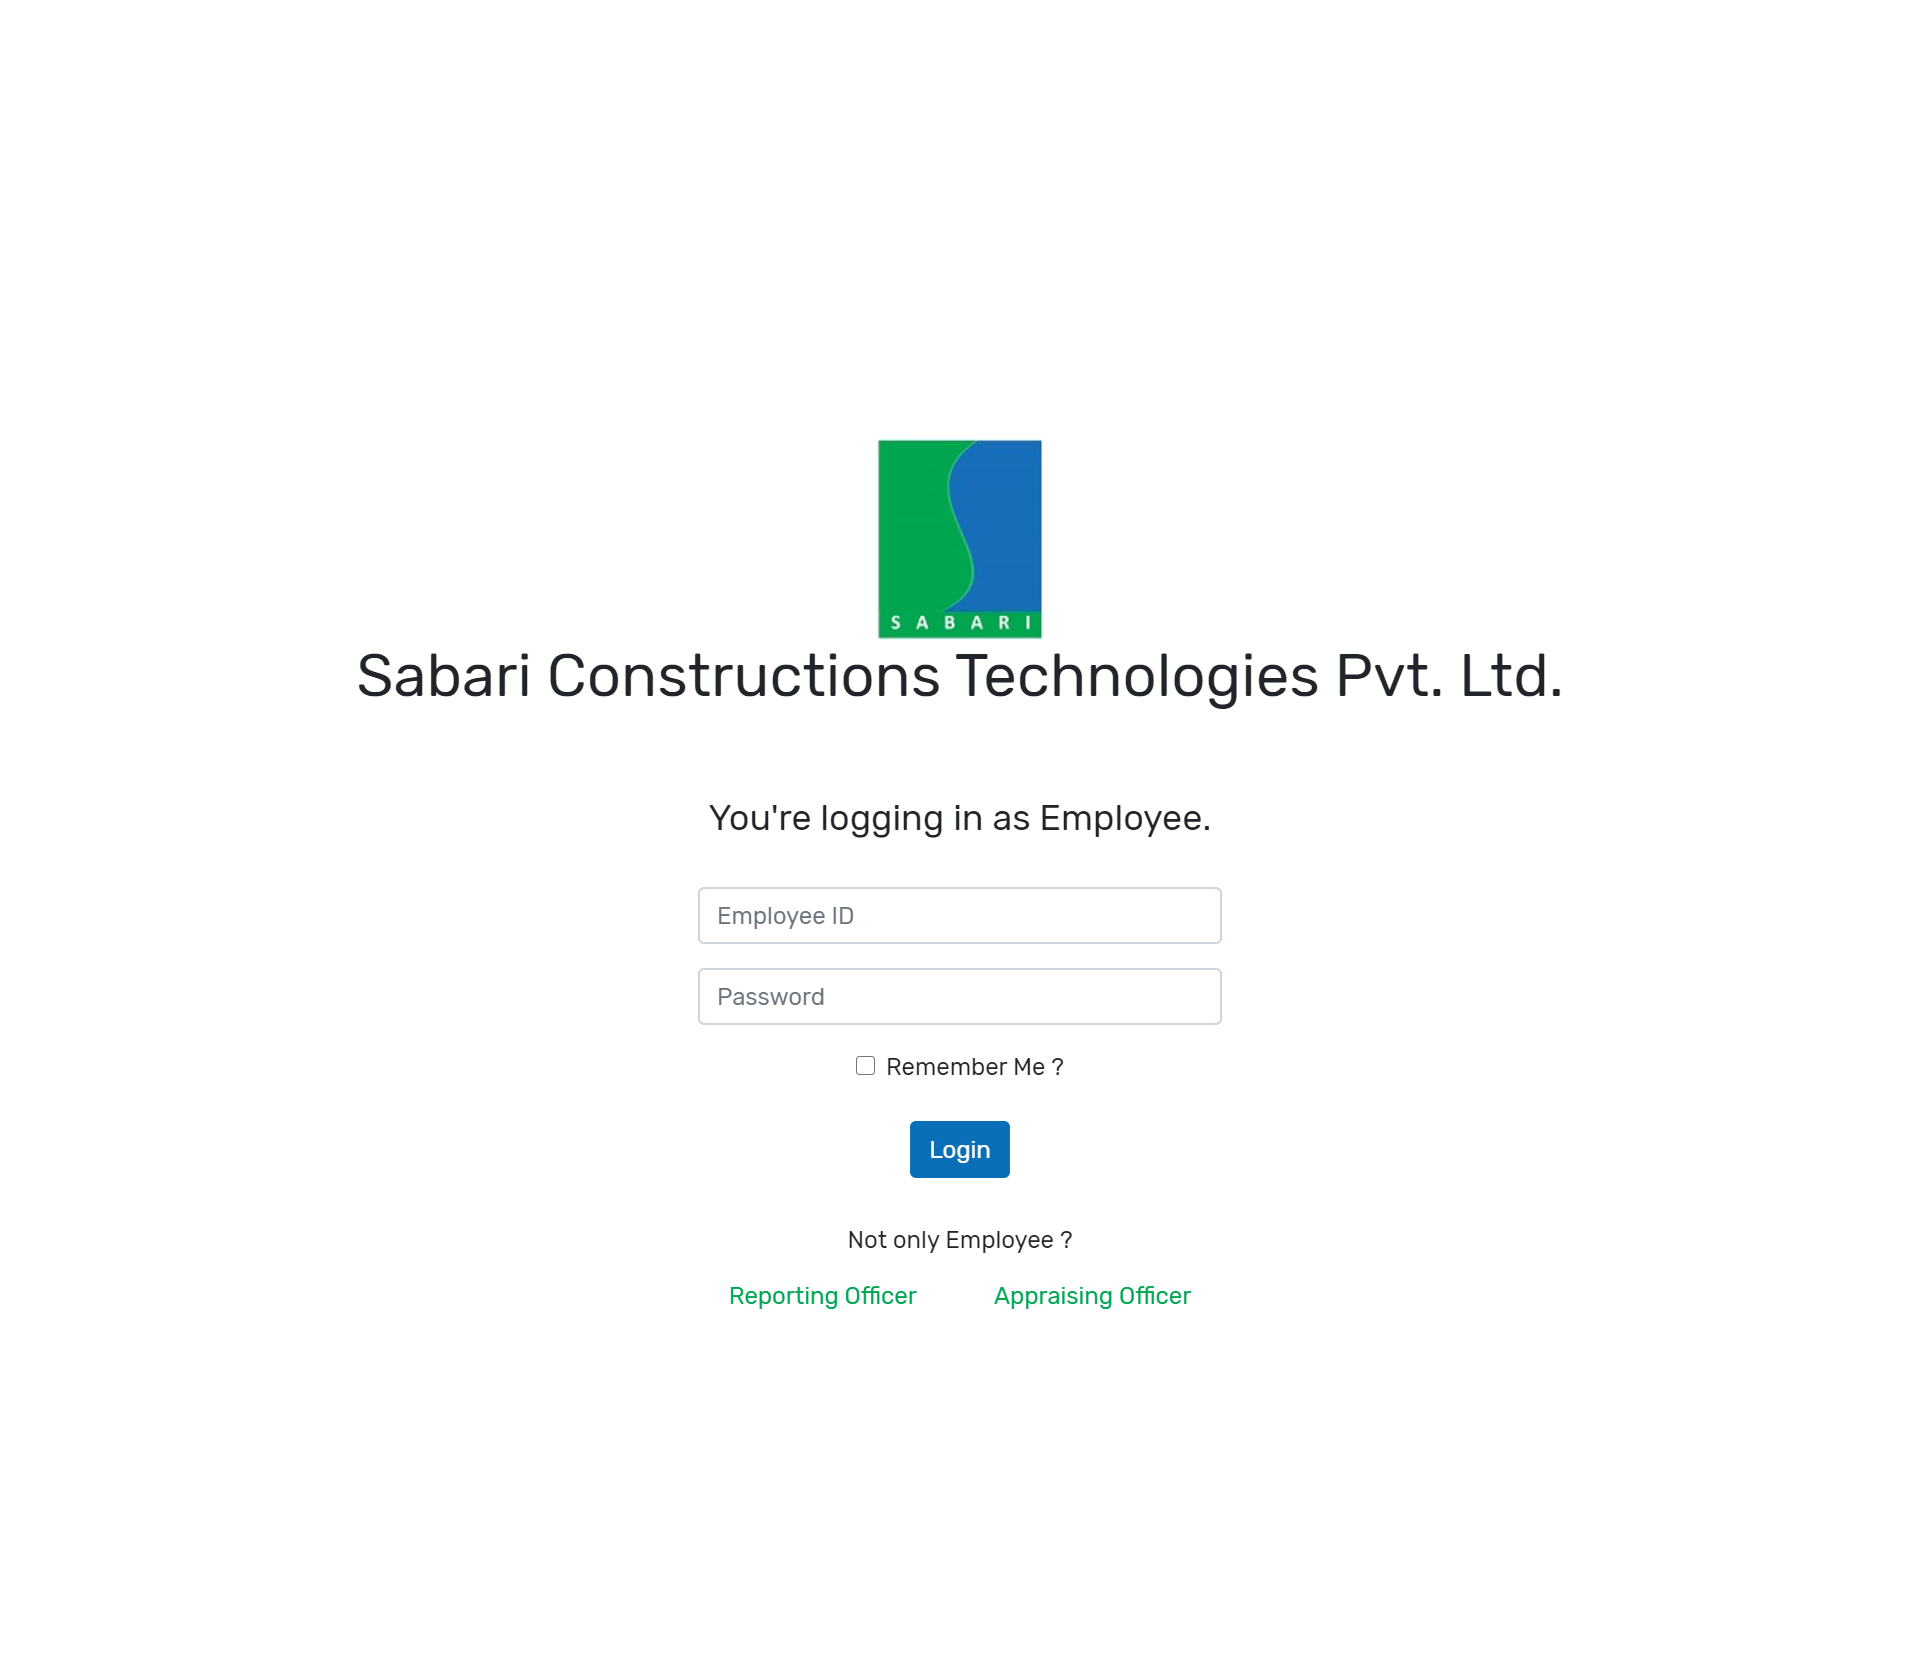 SABARI
Sabari Constructions Technologies Pvt. Ltd.
You're logging in as Employee.
Employee ID
Password
Remember Me ?
Login
Not only Employee ?
Reporting Officer Appraising Officer